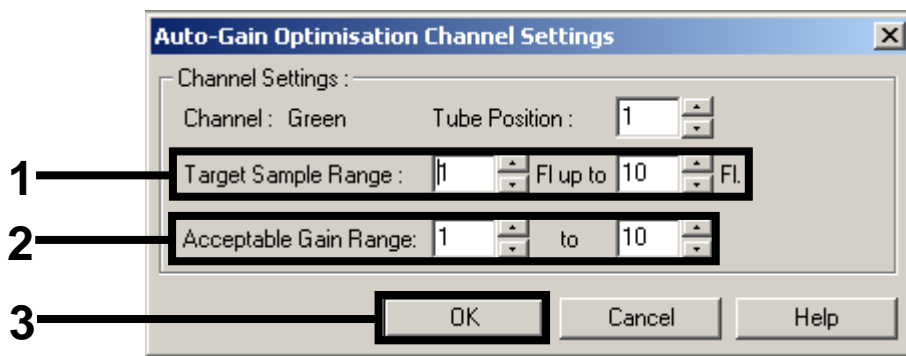 Auto-Gain Optimisation Channel Settings
Channel Settings :
Channel : Green Tube Position : 1
1 Target Sample Range : 1 Fl up to 10 Fl.
2 Acceptable Gain Range: 1 to 10
3 OK Cancel Help